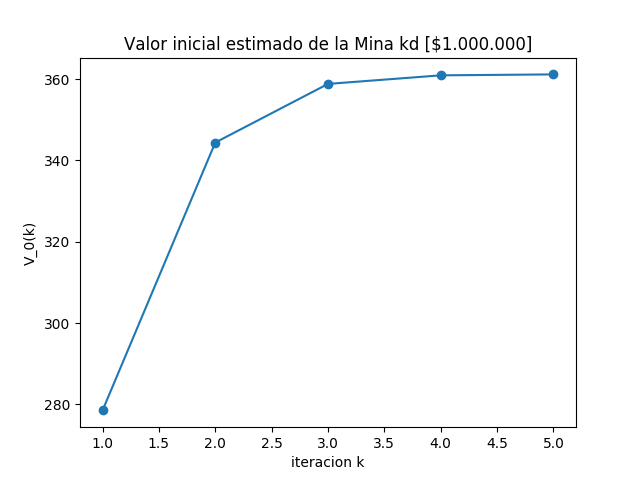 Valor inicial estimado de la Mina kd [$1.000.000]
360
340
320
300
280
V_0(k)
1.0 1.5 2.0 2.5 3.0 3.5 4.0 4.5 5.0
iteracion k